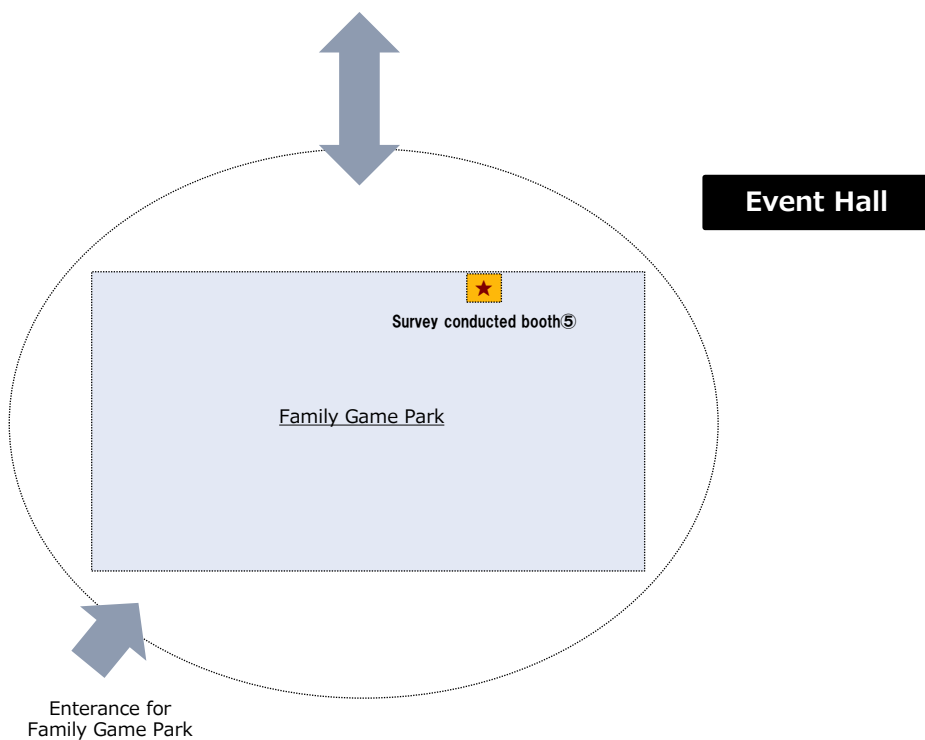 Event Hall
Survey conducted booth⑤
Family Game Park
Enterance for
Family Game Park